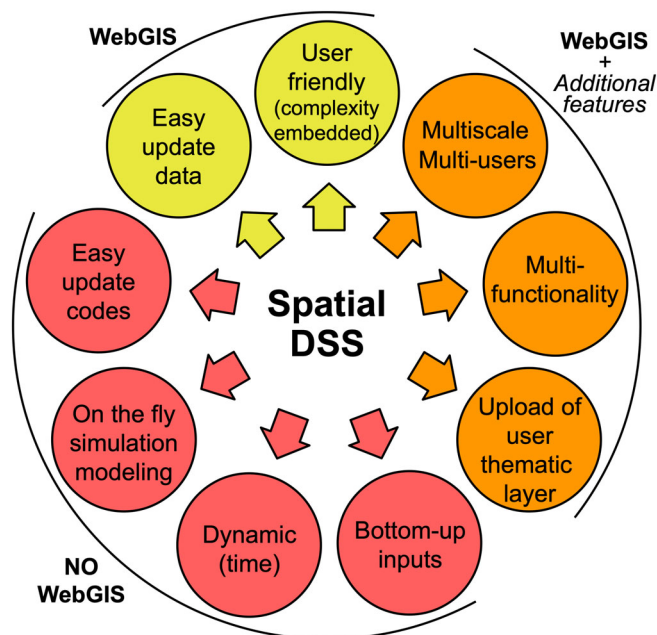 WebGIS
User
friendly
(complexity
embedded)
WebGIS
+
Additional
features
Easy
update
data
Multiscale
Multi-users
Easy
update
codes
Spatial
DSS
Multi-
functionality
On the fly
simulation
modeling
Upload of
user
thematic
layer
Dynamic
(time)
Bottom-up
inputs
NO
WebGIS